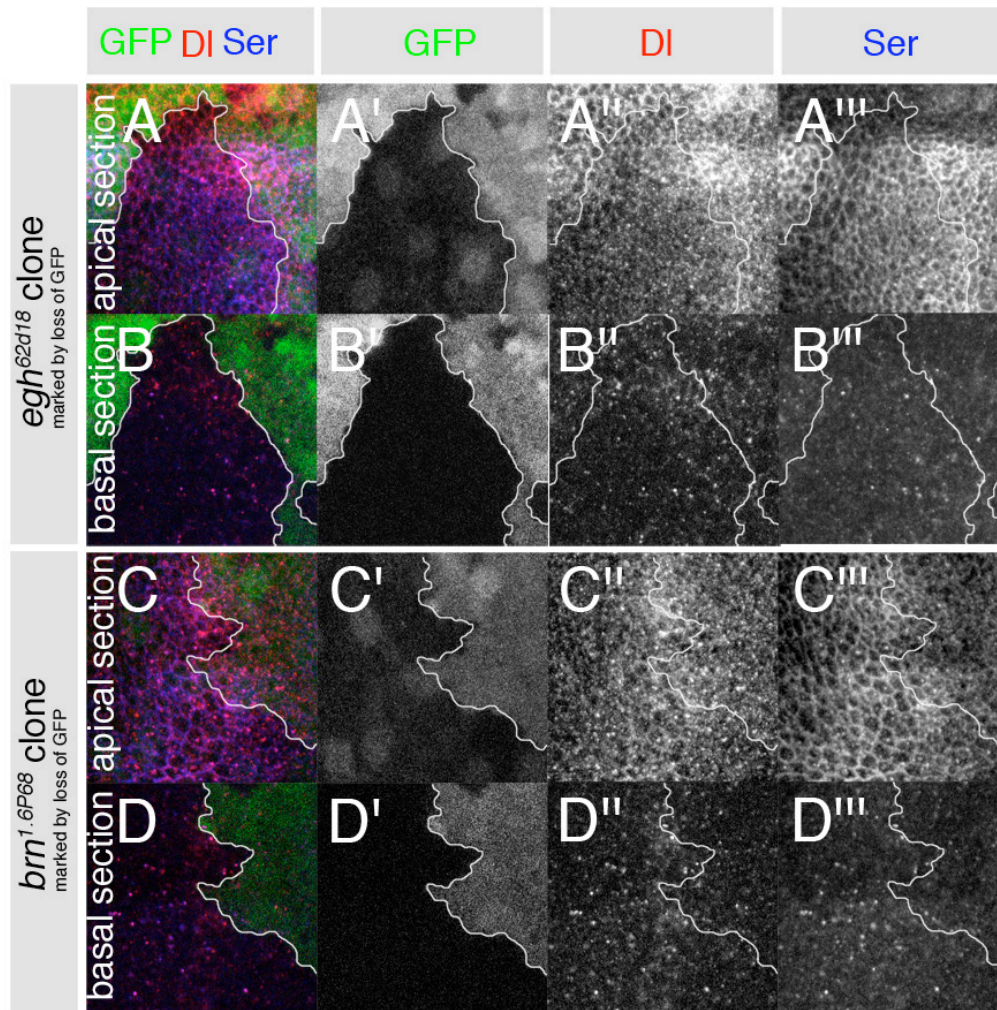 GFP Dl Ser
GFP
Dl
Ser
egh62d18 clone
marked by loss of GFP
apical section
A
A'
A''
A'''
basal section
B
B'
B''
B'''
brn1.6P68 clone
marked by loss of GFP
apical section
C
C'
C''
C'''
basal section
D
D'
D''
D'''